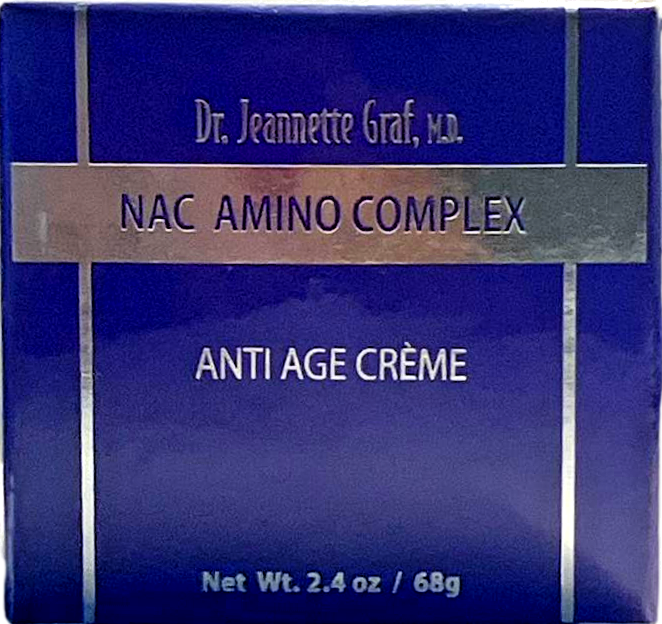 Dr. Jeannette Graf, M.D.
NAC AMINO COMPLEX
ANTI AGE CRÈME
Net Wt. 2.4 oz / 68g